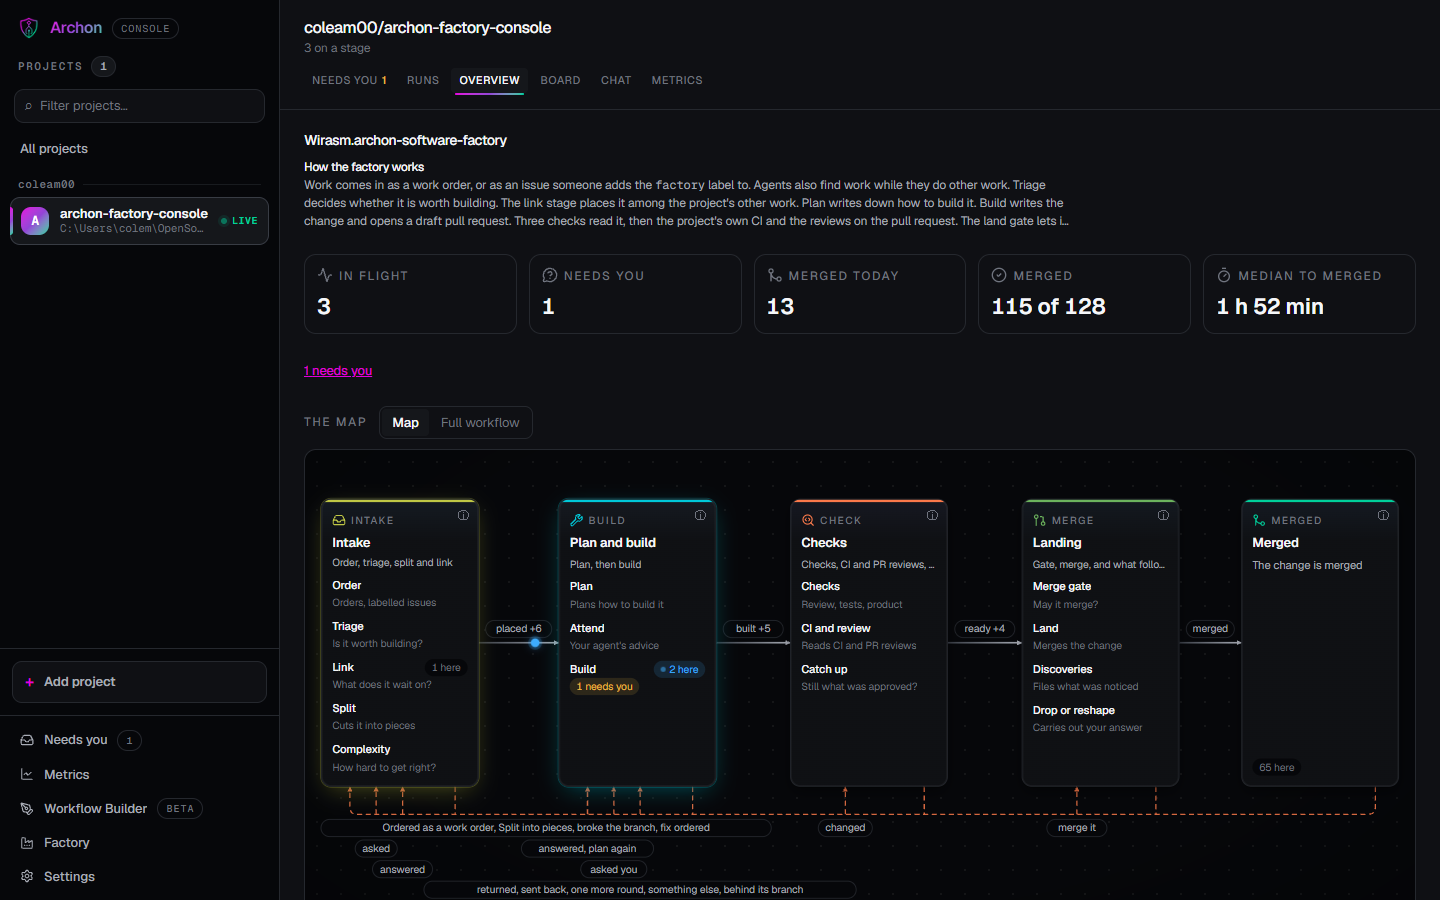 Archon CONSOLE
PROJECTS 1
Filter projects...
All projects
coleam00
A archon-factory-console LIVE
C:\Users\colem\OpenSo...
+ Add project
Needs you 1
Metrics
Workflow Builder BETA
Factory
Settings
coleam00/archon-factory-console
3 on a stage
NEEDS YOU 1 RUNS OVERVIEW BOARD CHAT METRICS
Wirasm.archon-software-factory
How the factory works
Work comes in as a work order, or as an issue someone adds the factory label to. Agents also find work while they do other work. Triage
decides whether it is worth building. The link stage places it among the project's other work. Plan writes down how to build it. Build writes the
change and opens a draft pull request. Three checks read it, then the project's own CI and the reviews on the pull request. The land gate lets i...
IN FLIGHT
3
NEEDS YOU
1
MERGED TODAY
13
MERGED
115 of 128
MEDIAN TO MERGED
1 h 52 min
1 needs you
THE MAP Map Full workflow
INTAKE
Intake
Order, triage, split and link
Order
Orders, labelled issues
Triage
Is it worth building?
Link 1 here
What does it wait on?
Split
Cuts it into pieces
Complexity
How hard to get right?
placed +6
BUILD
Plan and build
Plan, then build
Plan
Plans how to build it
Attend
Your agent's advice
Build 2 here
1 needs you
built +5
CHECK
Checks
Checks, CI and PR reviews, ...
Checks
Review, tests, product
CI and review
Reads CI and PR reviews
Catch up
Still what was approved?
ready +4
MERGE
Landing
Gate, merge, and what follo...
Merge gate
May it merge?
Land
Merges the change
Discoveries
Files what was noticed
Drop or reshape
Carries out your answer
merged
MERGED
Merged
The change is merged
65 here
Ordered as a work order, Split into pieces, broke the branch, fix ordered
changed
merge it
asked
answered, plan again
answered
asked you
returned, sent back, one more round, something else, behind its branch